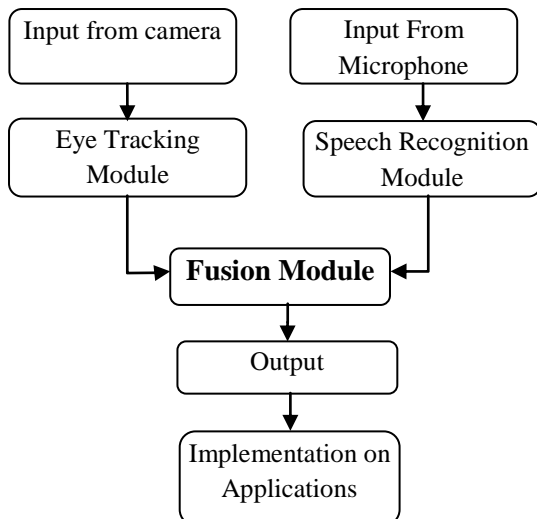 Input from camera
Input From
Microphone
Eye Tracking
Module
Speech Recognition
Module
Fusion Module
Output
Implementation on
Applications